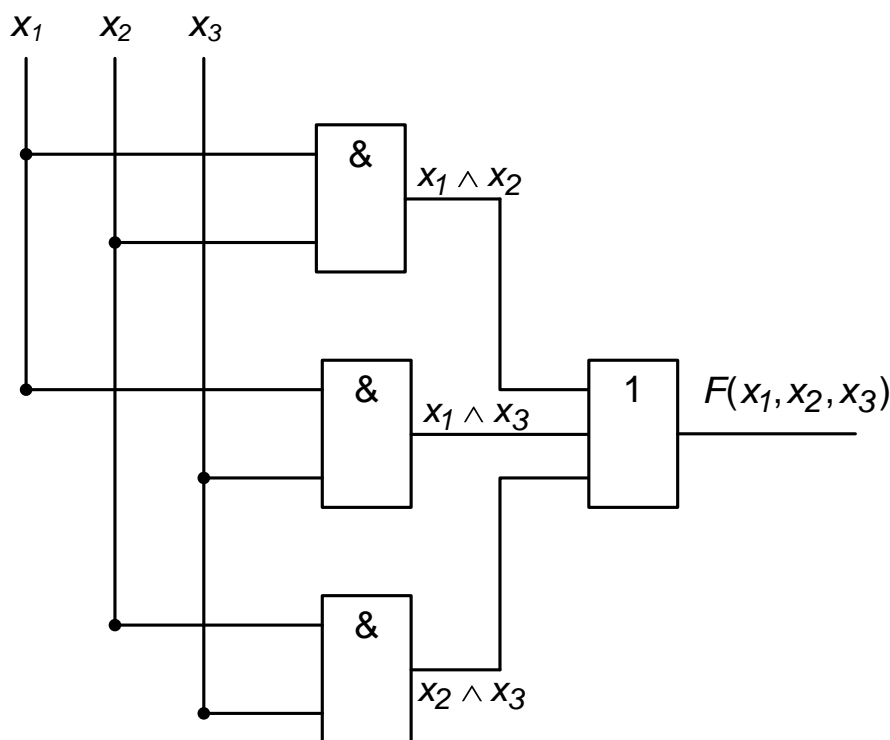 x1 x2 x3
&
x1 ∧ x2
& 1 F(x1, x2, x3)
x1 ∧ x3
&
x2 ∧ x3